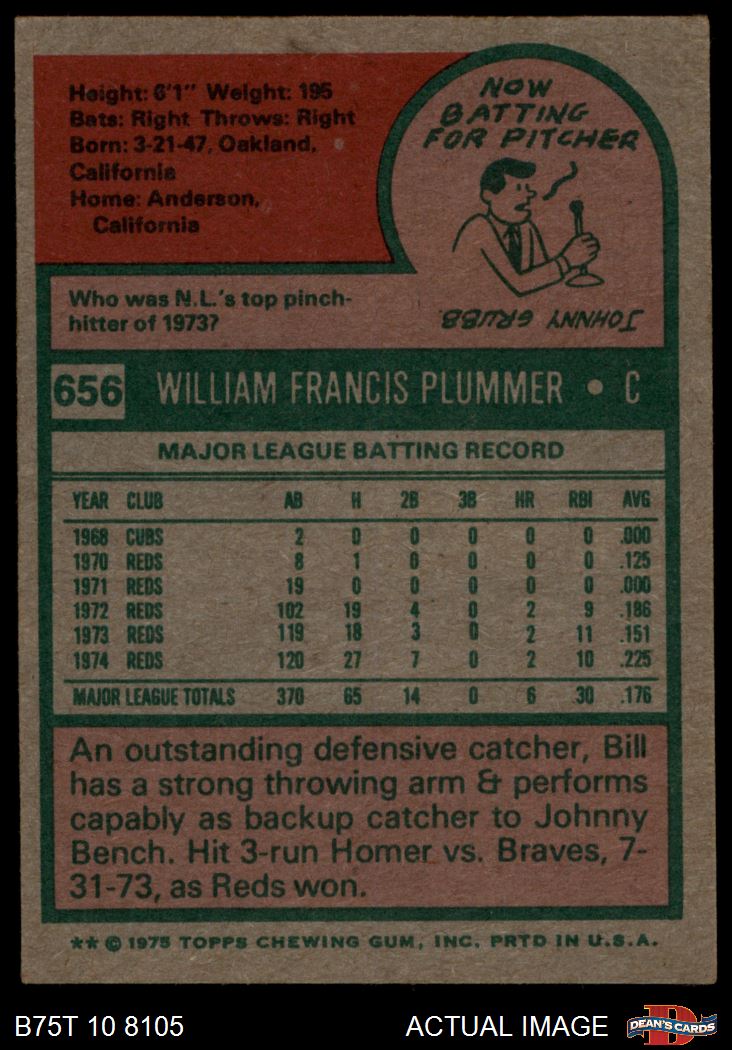 Height: 6'1" Weight: 195
Bats: Right Throws: Right
Born: 3-21-47, Oakland,
California
Home: Anderson,
California
NOW
BATTING
FOR PITCHER
Who was N.L.'s top pinch-
hitter of 1973?
JOHNNY GRUBB
656 WILLIAM FRANCIS PLUMMER • C
MAJOR LEAGUE BATTING RECORD
YEAR CLUB AB H 2B 3B HR RBI AVG
1968 CUBS 2 0 0 0 0 0 .000
1970 REDS 8 1 0 0 0 0 .125
1971 REDS 19 0 0 0 0 0 .000
1972 REDS 102 19 4 0 2 9 .186
1973 REDS 119 18 3 0 2 11 .151
1974 REDS 120 27 7 0 2 10 .225
MAJOR LEAGUE TOTALS 370 65 14 0 6 30 .176
An outstanding defensive catcher, Bill
has a strong throwing arm & performs
capably as backup catcher to Johnny
Bench. Hit 3-run Homer vs. Braves, 7-
31-73, as Reds won.
** © 1975 TOPPS CHEWING GUM, INC. PRTD IN U.S.A.
B75T 10 8105 ACTUAL IMAGE DEAN'S CARDS